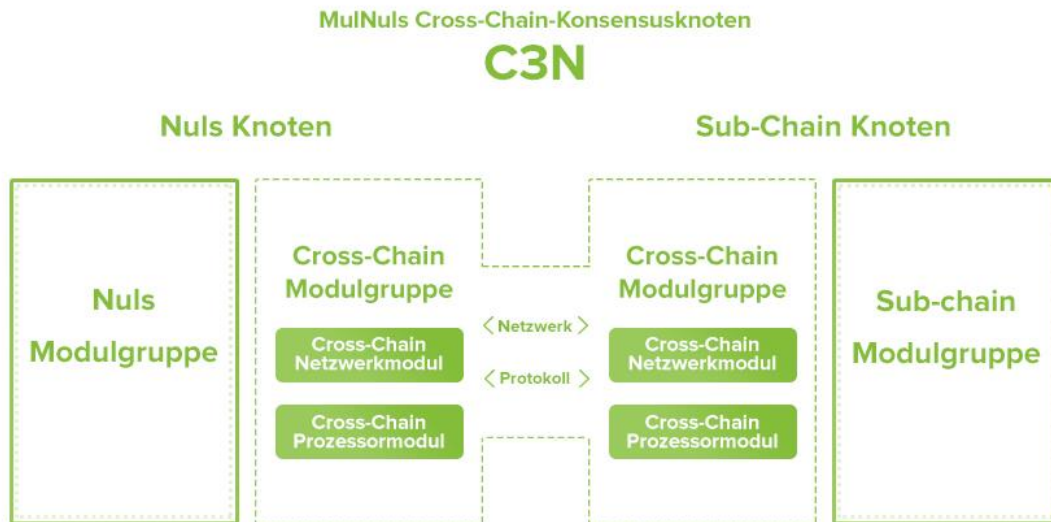 MulNuls Cross-Chain-Konsensusknoten
C3N
Nuls Knoten
Sub-Chain Knoten
Nuls
Modulgruppe
Cross-Chain
Modulgruppe
Cross-Chain
Netzwerkmodul
Cross-Chain
Prozessormodul
< Netzwerk >
< Protokoll >
Cross-Chain
Modulgruppe
Cross-Chain
Netzwerkmodul
Cross-Chain
Prozessormodul
Sub-chain
Modulgruppe